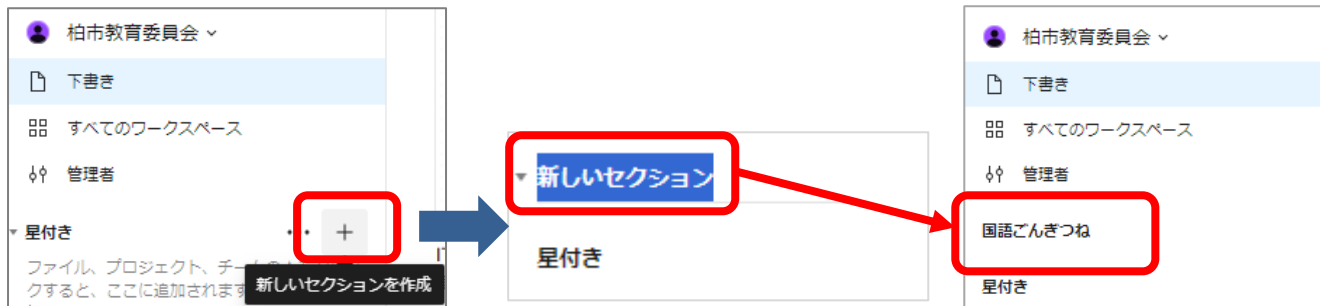 柏市教育委員会
下書き
すべてのワークスペース
管理者
星付き
ファイル、プロジェクト、チー
クすると、ここに追加されます
新しいセクションを作成
新しいセクション
星付き
柏市教育委員会
下書き
すべてのワークスペース
管理者
国語ごんぎつね
星付き